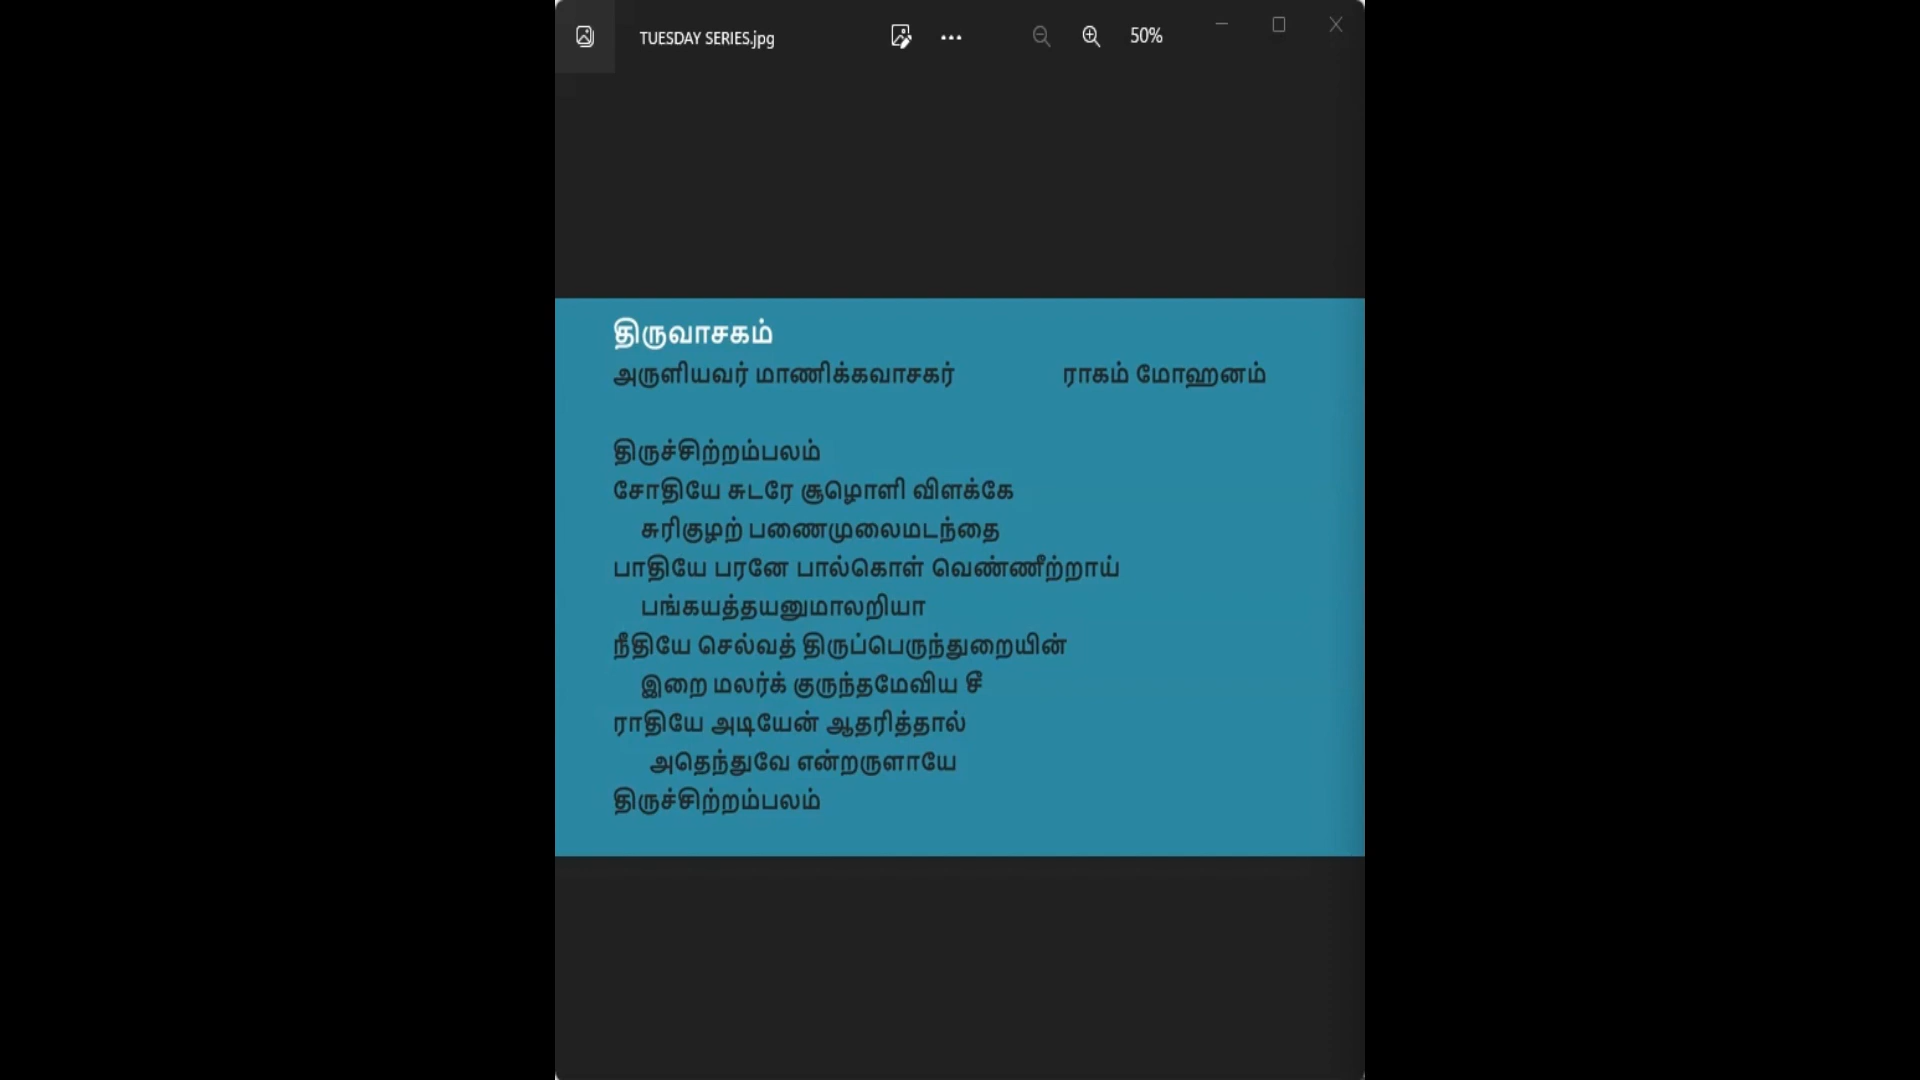 TUESDAY SERIES.jpg 50%
திருவாசகம்
அருளியவர் மாணிக்கவாசகர் ராகம் மோஹனம்
திருச்சிற்றம்பலம்
சோதியே சுடரே சூழொளி விளக்கே
சுரிகுழற் பணைமுலைமடந்தை
பாதியே பரனே பால்கொள் வெண்ணீற்றாய்
பங்கயத்தயனுமாலறியா
நீதியே செல்வத் திருப்பெருந்துறையின்
இறை மலர்க் குருந்தமேவிய சீ
ராதியே அடியேன் ஆதரித்தால்
அதெந்துவே என்றருளாயே
திருச்சிற்றம்பலம்